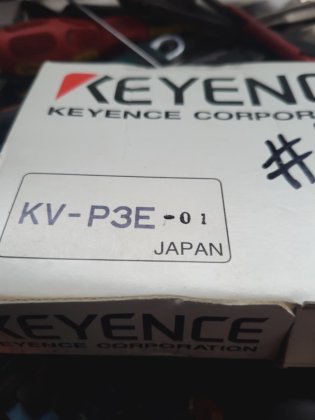 KEYENC
KEYENCE CORPOR
#
KV-P3E-01
JAPAN
KEYENCE
KEYENCE CORPORATION